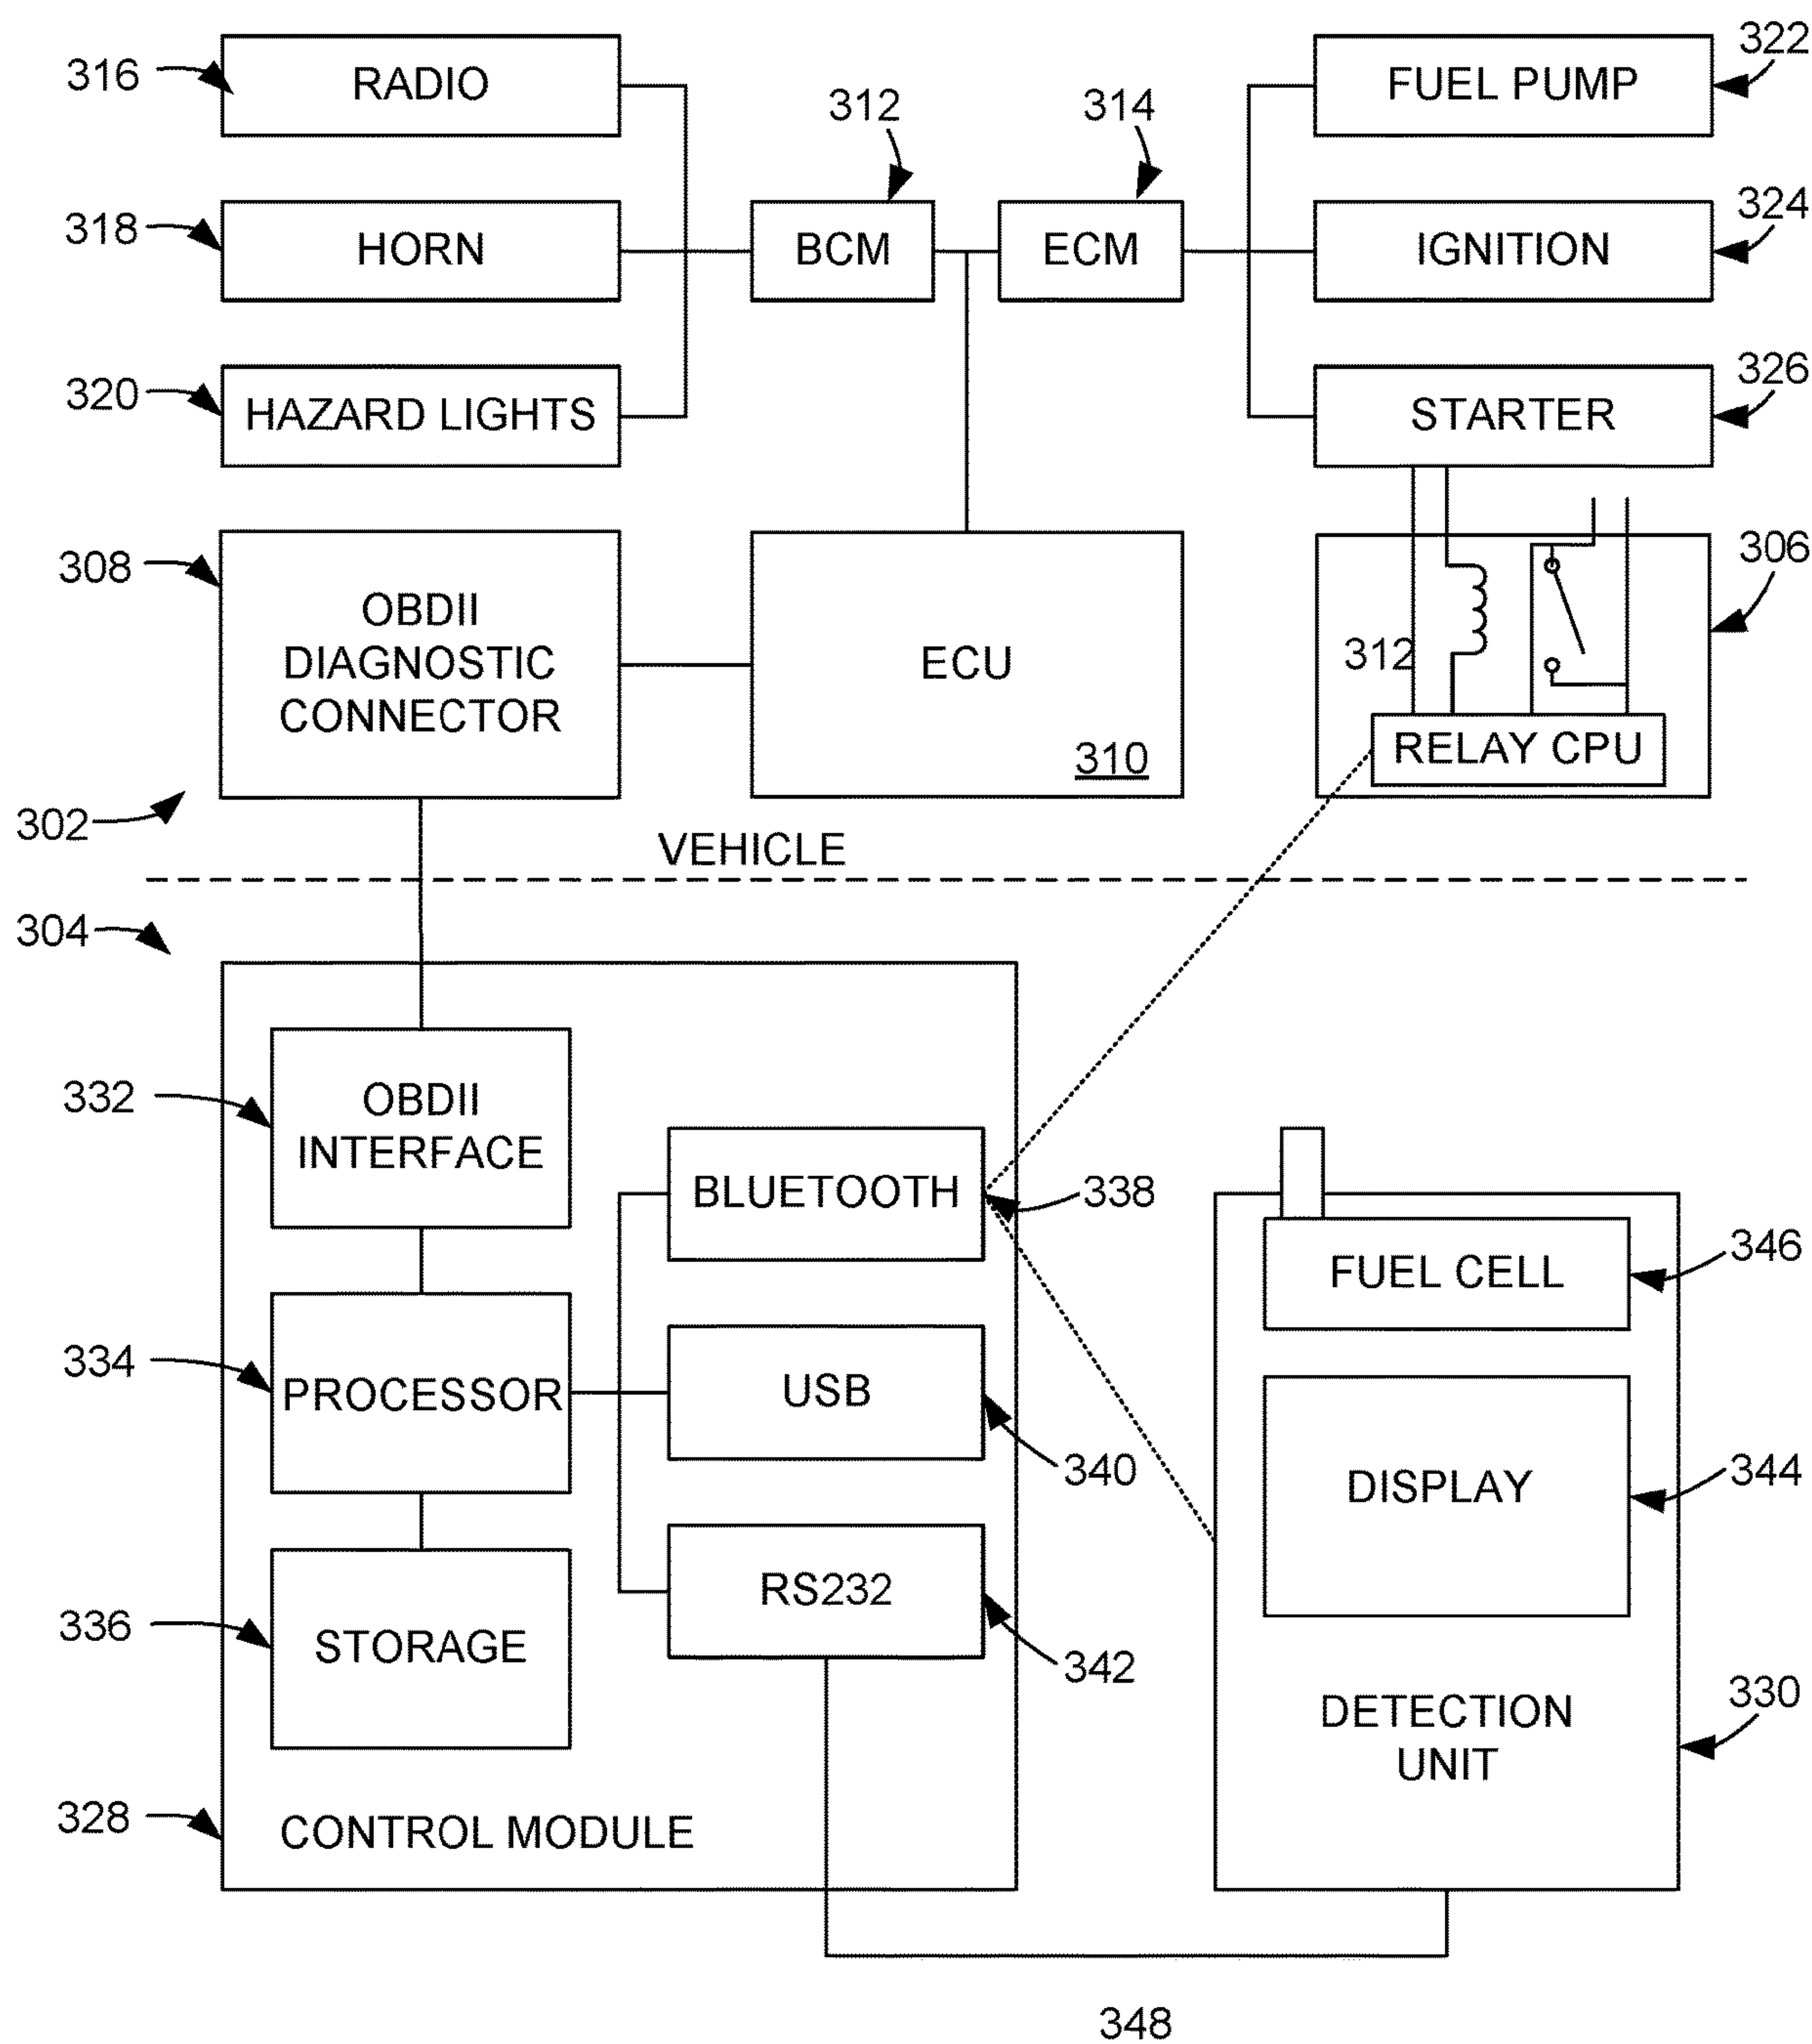 316
RADIO
312
314
FUEL PUMP
322
318
HORN
BCM
ECM
IGNITION
324
320
HAZARD LIGHTS
STARTER
326
308
OBDII
DIAGNOSTIC
CONNECTOR
ECU
310
312
RELAY CPU
306
302
VEHICLE
304
332
OBDII
INTERFACE
BLUETOOTH
338
334
PROCESSOR
USB
340
336
STORAGE
RS232
342
328
CONTROL MODULE
FUEL CELL
346
DISPLAY
344
DETECTION
UNIT
330
348